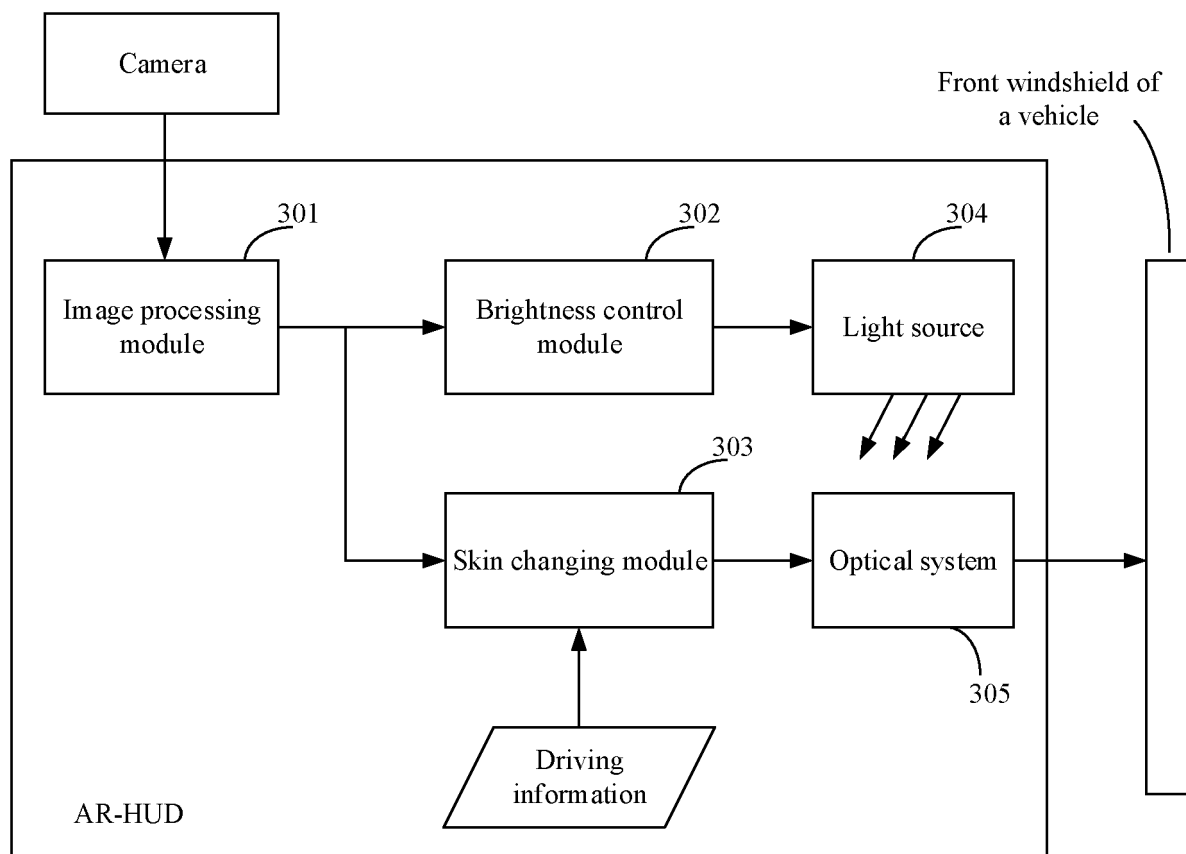 Camera
Front windshield of
a vehicle
301
302
304
Image processing
module
Brightness control
module
Light source
303
Skin changing module
Optical system
305
Driving
information
AR-HUD